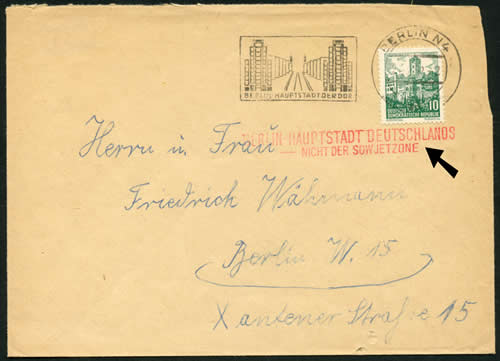 BERLIN N4
BERLIN HAUPTSTADT DER DDR
10
DEUTSCHE
DEMOKRATISCHE REPUBLIK
BERLIN HAUPTSTADT DEUTSCHLANDS
— NICHT DER SOWJETZONE
Herrn u. Frau
Friedrich Währmann
Berlin W. 15
Xantener Straße 15